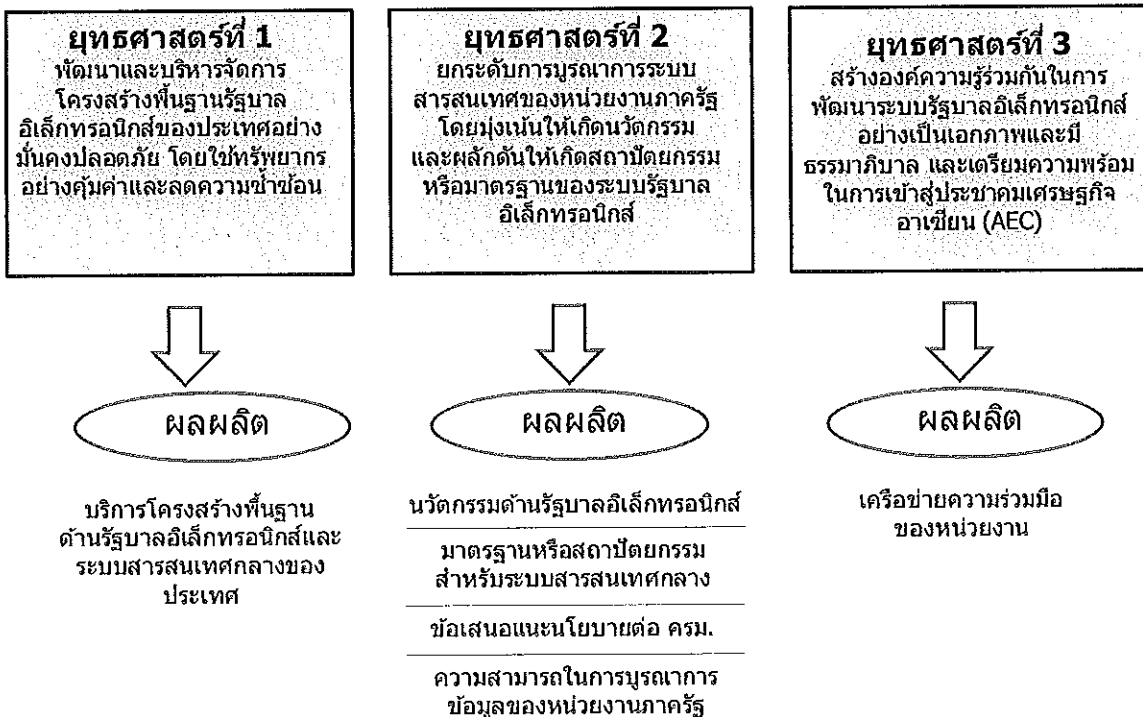 ยุทธศาสตร์ที่ 1
พัฒนาและบริหารจัดการ
โครงสร้างพื้นฐานรัฐบาล
อิเล็กทรอนิกส์ของประเทศอย่าง
มั่นคงปลอดภัย โดยใช้ทรัพยากร
อย่างคุ้มค่าและลดความซ้ำซ้อน
ยุทธศาสตร์ที่ 2
ยกระดับการบูรณาการระบบ
สารสนเทศของหน่วยงานภาครัฐ
โดยมุ่งเน้นให้เกิดนวัตกรรม
และผลักดันให้เกิดสถาปัตยกรรม
หรือมาตรฐานของระบบรัฐบาล
อิเล็กทรอนิกส์
ยุทธศาสตร์ที่ 3
สร้างองค์ความรู้ร่วมกันในการ
พัฒนาระบบรัฐบาลอิเล็กทรอนิกส์
อย่างเป็นเอกภาพและมี
ธรรมาภิบาล และเตรียมความพร้อม
ในการเข้าสู่ประชาคมเศรษฐกิจ
อาเซียน (AEC)
ผลผลิต
ผลผลิต
ผลผลิต
บริการโครงสร้างพื้นฐาน
ด้านรัฐบาลอิเล็กทรอนิกส์และ
ระบบสารสนเทศกลางของ
ประเทศ
นวัตกรรมด้านรัฐบาลอิเล็กทรอนิกส์
มาตรฐานหรือสถาปัตยกรรม
สำหรับระบบสารสนเทศกลาง
ข้อเสนอแนะนโยบายต่อ ครม.
ความสามารถในการบูรณาการ
ข้อมูลของหน่วยงานภาครัฐ
เครือข่ายความร่วมมือ
ของหน่วยงาน